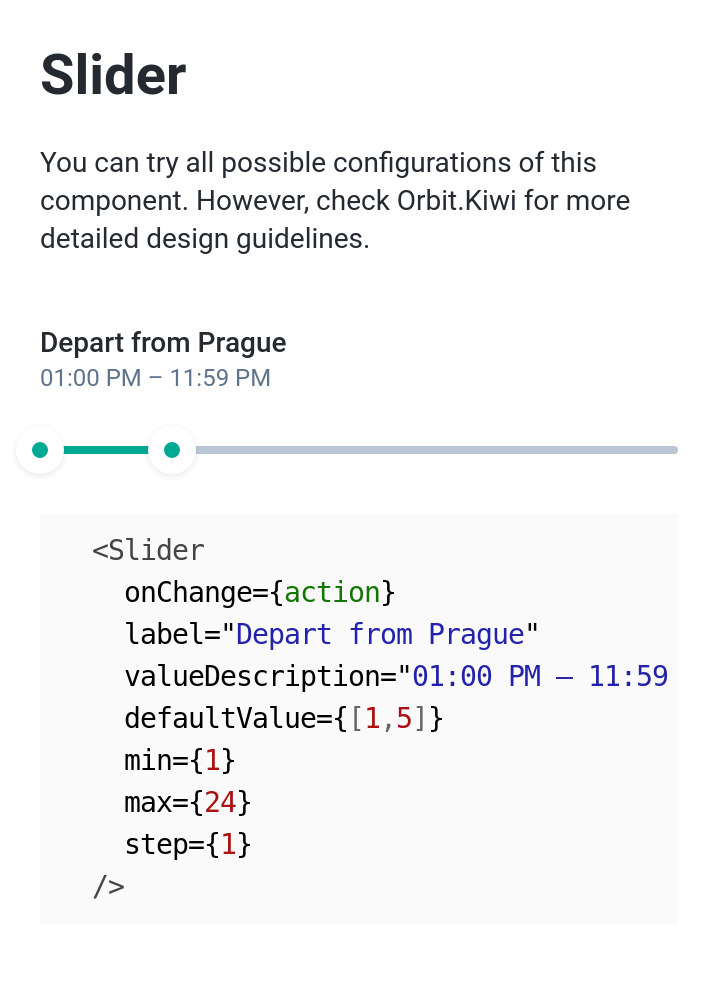 Slider
You can try all possible configurations of this
component. However, check Orbit.Kiwi for more
detailed design guidelines.
Depart from Prague
01:00 PM – 11:59 PM
<Slider
onChange={action}
label="Depart from Prague"
valueDescription="01:00 PM – 11:59
defaultValue={[1,5]}
min={1}
max={24}
step={1}
/>